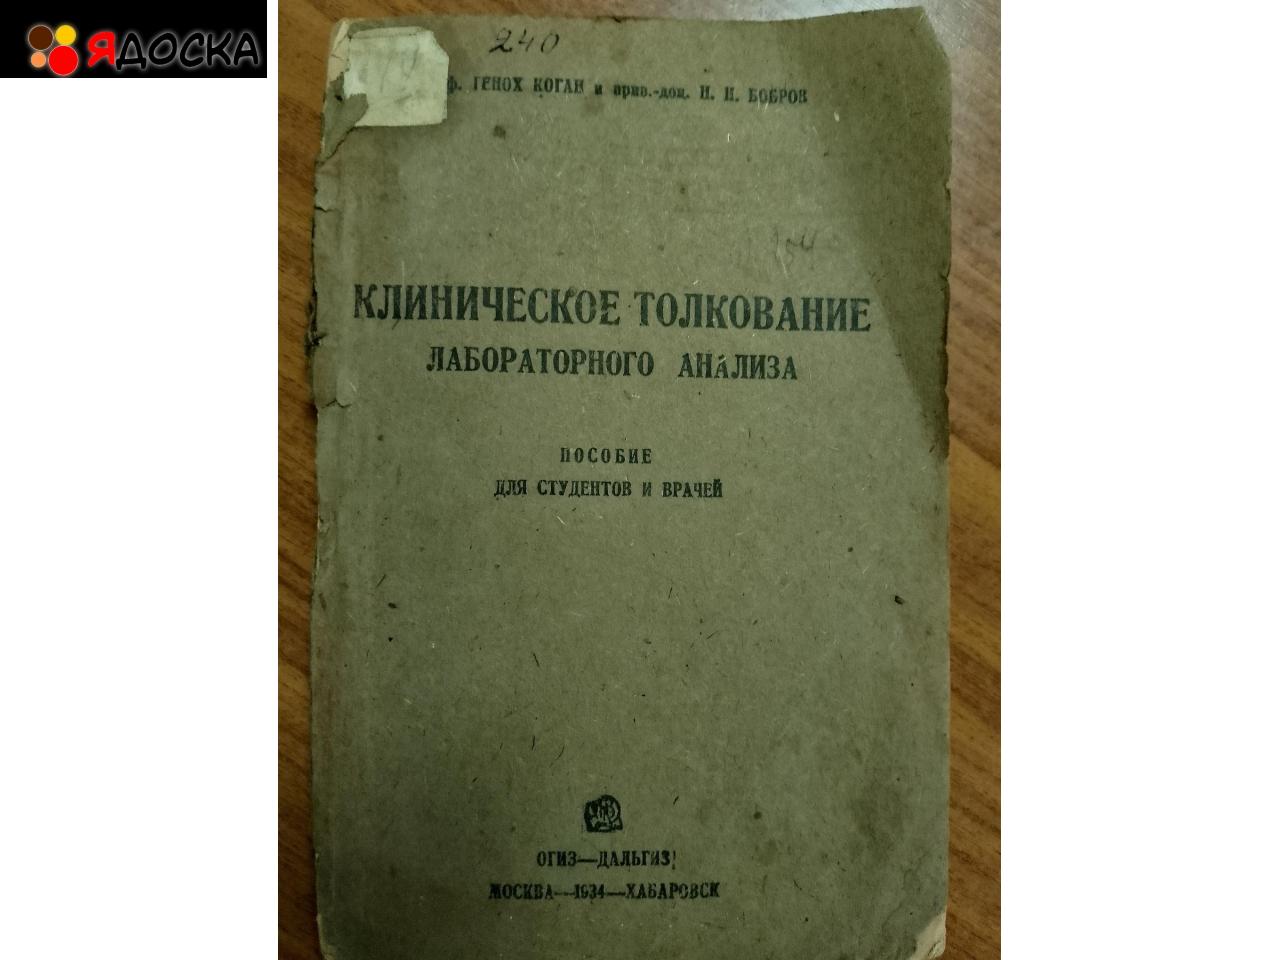 ЯДОСКА
240
ф. ГЕНОХ КОГАН и прив.-доц. Н. Н. БОБРОВ
КЛИНИЧЕСКОЕ ТОЛКОВАНИЕ
ЛАБОРАТОРНОГО АНАЛИЗА
ПОСОБИЕ
ДЛЯ СТУДЕНТОВ И ВРАЧЕЙ
ОГИЗ—ДАЛЬГИЗ
МОСКВА—1934—ХАБАРОВСК